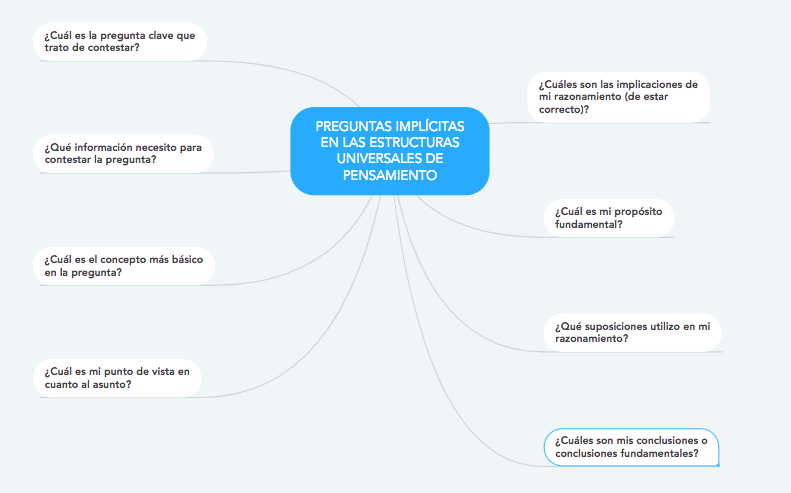 PREGUNTAS IMPLÍCITAS
EN LAS ESTRUCTURAS
UNIVERSALES DE
PENSAMIENTO
¿Cuál es la pregunta clave que
trato de contestar?
¿Qué información necesito para
contestar la pregunta?
¿Cuál es el concepto más básico
en la pregunta?
¿Cuál es mi punto de vista en
cuanto al asunto?
¿Cuáles son las implicaciones de
mi razonamiento (de estar
correcto)?
¿Cuál es mi propósito
fundamental?
¿Qué suposiciones utilizo en mi
razonamiento?
¿Cuáles son mis conclusiones o
conclusiones fundamentales?